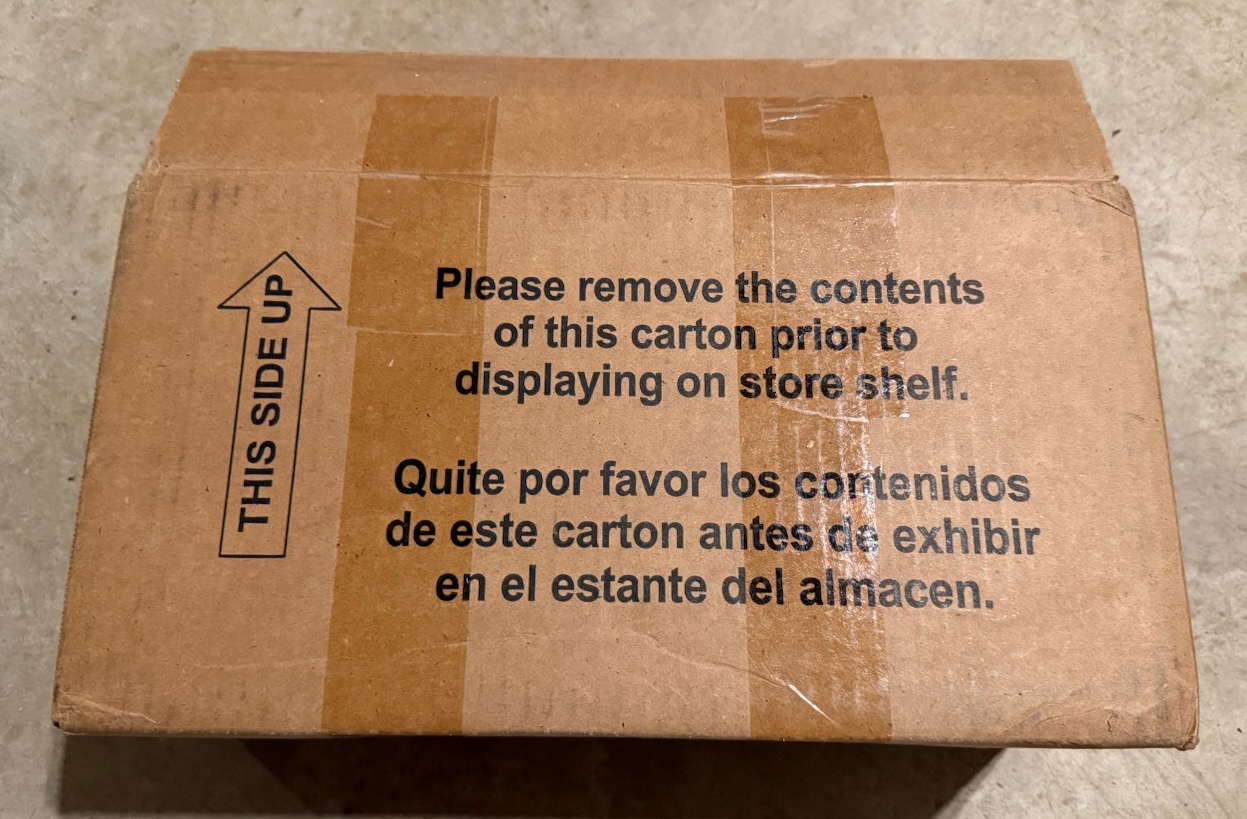 THIS SIDE UP
Please remove the contents
of this carton prior to
displaying on store shelf.
Quite por favor los contenidos
de este carton antes de exhibir
en el estante del almacen.